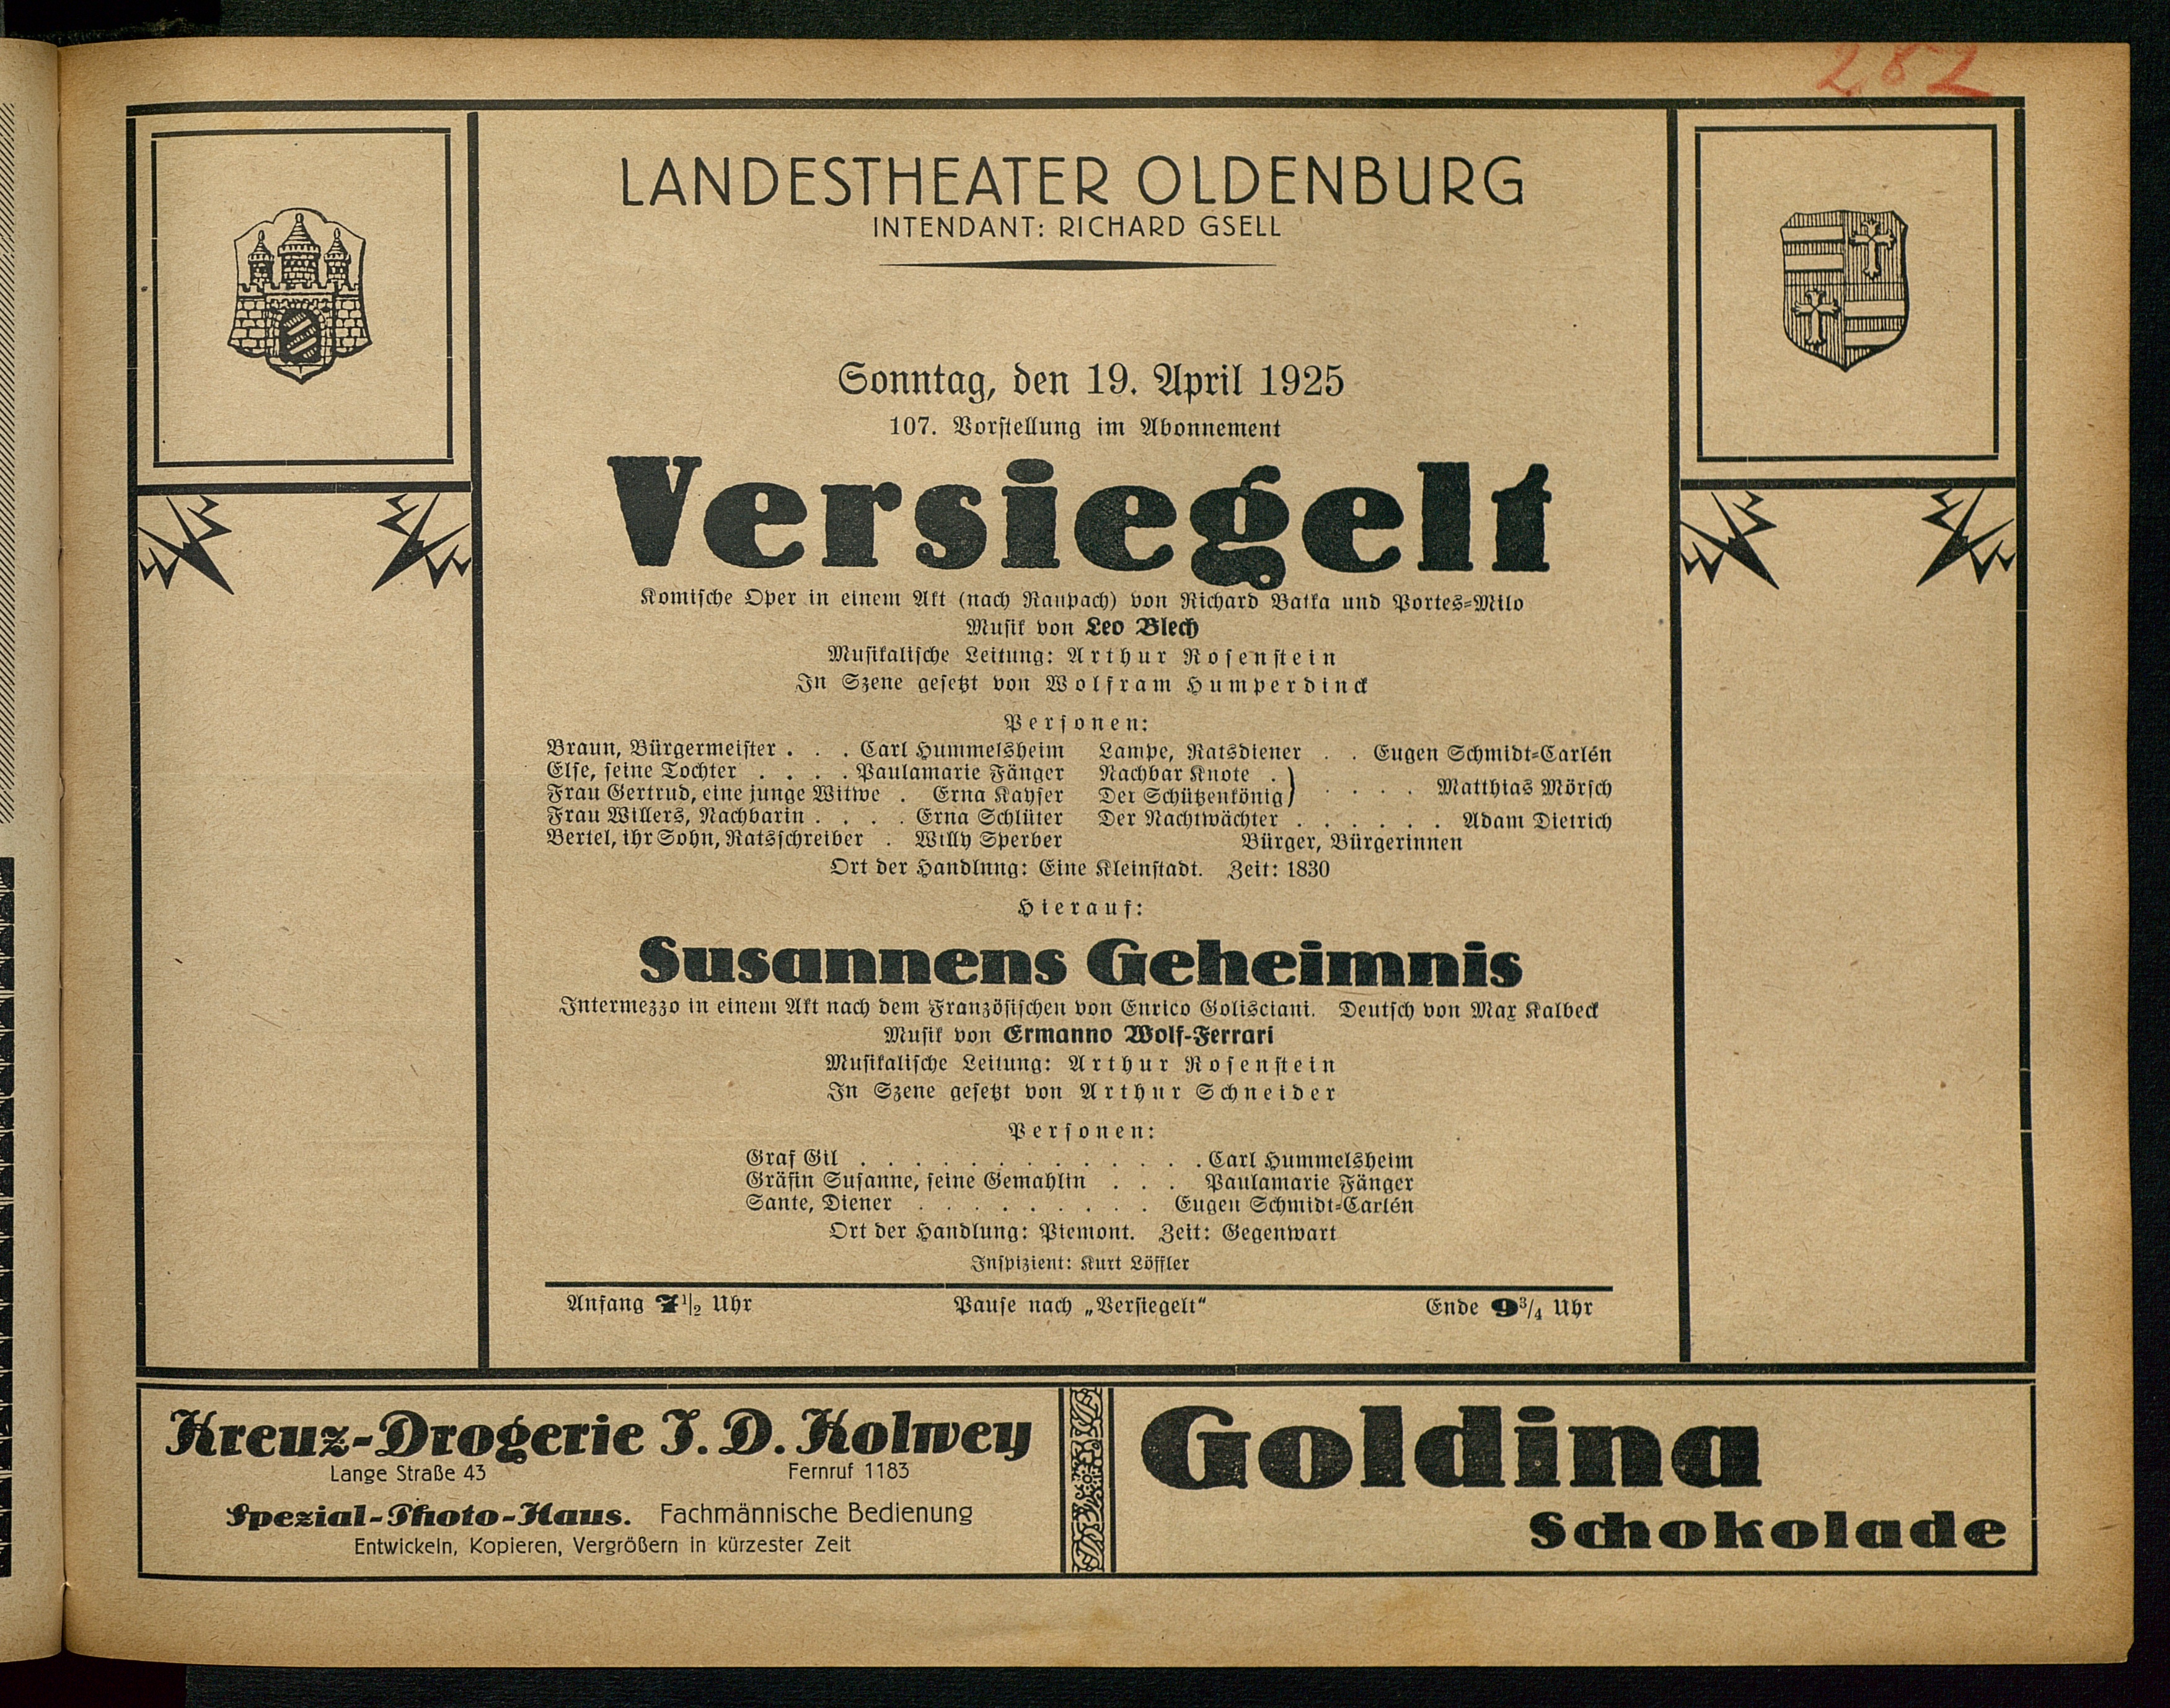 282
LANDESTHEATER OLDENBURG
INTENDANT: RICHARD GSELL
Sonntag, den 19. April 1925
107. Vorstellung im Abonnement
Versiegelt
Komische Oper in einem Akt (nach Raupach) von Richard Batka und Portes-Milo
Musik von Leo Blech
Musikalische Leitung: Arthur Rosenstein
In Szene gesetzt von Wolfram Humperdinck
Personen:
Braun, Bürgermeister . . . Carl Hummelsheim
Else, seine Tochter . . . . Paulamarie Fänger
Frau Gertrud, eine junge Witwe . Erna Kayser
Frau Willers, Nachbarin . . . . Erna Schlüter
Bertel, ihr Sohn, Ratsschreiber . Willy Sperber
Lampe, Ratsdiener . . Eugen Schmidt-Carlén
Nachbar Knote . }
Der Schützenkönig } . . . . Matthias Mörsch
Der Nachtwächter . . . . . . Adam Dietrich
Bürger, Bürgerinnen
Ort der Handlung: Eine Kleinstadt. Zeit: 1830
Hierauf:
Susannens Geheimnis
Intermezzo in einem Akt nach dem Französischen von Enrico Golisciani. Deutsch von Max Kalbeck
Musik von Ermanno Wolf-Ferrari
Musikalische Leitung: Arthur Rosenstein
In Szene gesetzt von Arthur Schneider
Personen:
Graf Gil . . . . . . . . . . . . . Carl Hummelsheim
Gräfin Susanne, seine Gemahlin . . . Paulamarie Fänger
Sante, Diener . . . . . . . . . Eugen Schmidt-Carlén
Ort der Handlung: Piemont. Zeit: Gegenwart
Inspizient: Kurt Löffler
Anfang 7 1/2 Uhr Pause nach „Versiegelt“ Ende 9 3/4 Uhr
Kreuz-Drogerie J. D. Kolwey
Lange Straße 43 Fernruf 1183
Spezial-Photo-Haus. Fachmännische Bedienung
Entwickeln, Kopieren, Vergrößern in kürzester Zeit
Goldina
Schokolade